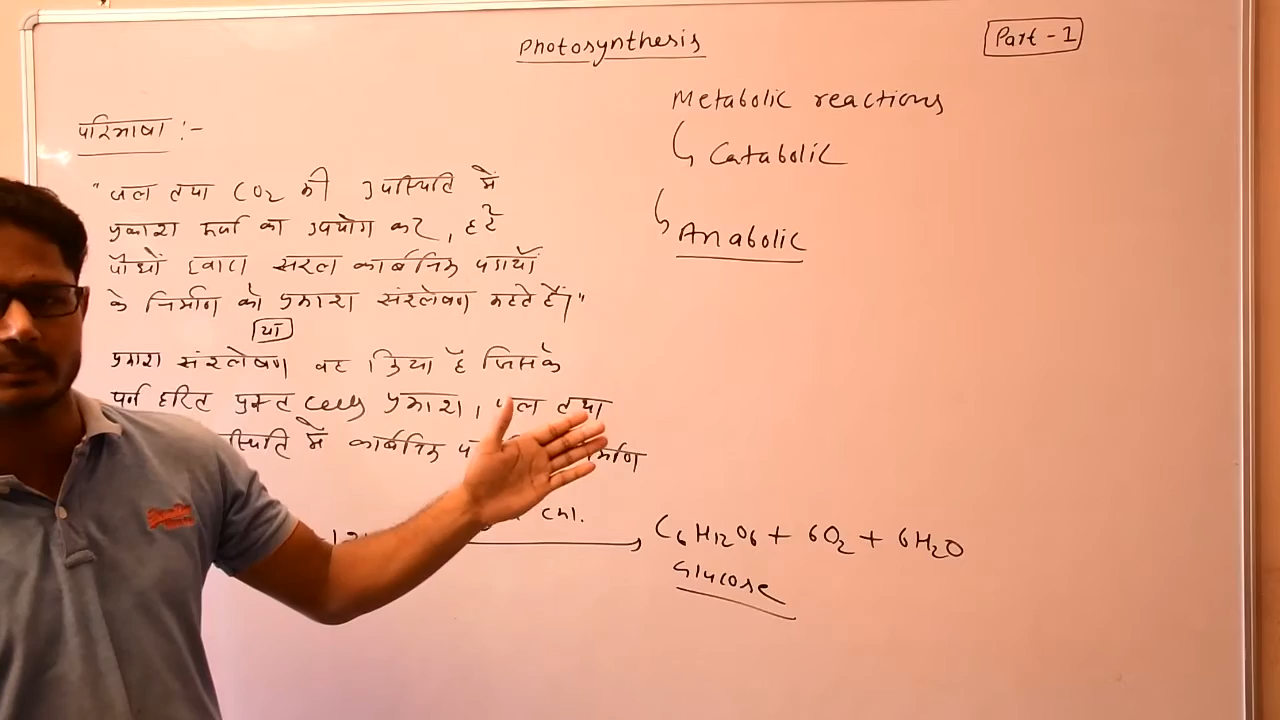 Photosynthesis
Part - 1
परिभाषा :-
"जल तथा CO2 की उपस्थिति में
प्रकाश ऊर्जा का उपयोग कर, हरे
पौधों द्वारा सरल कार्बनिक पदार्थों
के निर्माण को प्रकाश संश्लेषण कहते हैं।"
या
प्रकाश संश्लेषण वह क्रिया है जिसके
पर्ण हरित युक्त cells प्रकाश, जल तथा
में कार्बनिक
Metabolic reactions
Catabolic
Anabolic
chl.
C6H12O6 + 6O2 + 6H2O
Glucose